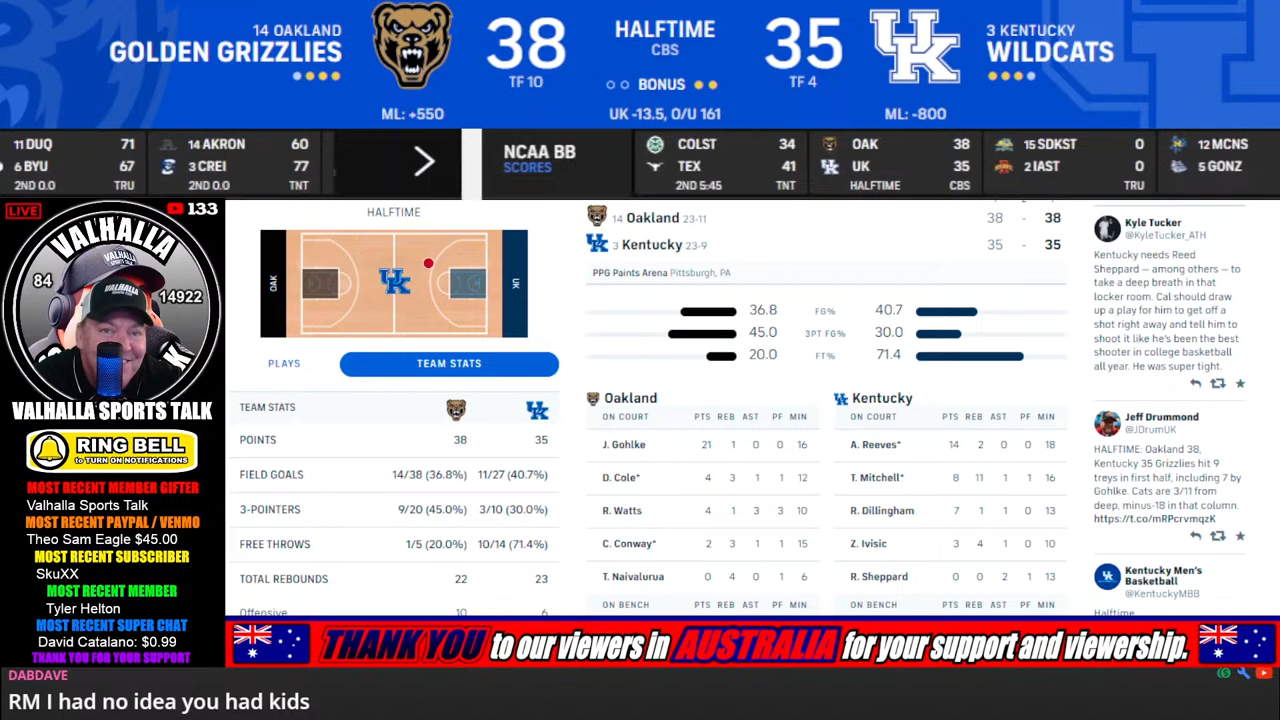 14 OAKLAND
GOLDEN GRIZZLIES
38
TF 10
ML: +550
HALFTIME
CBS
BONUS
UK -13.5, O/U 161
35
TF 4
3 KENTUCKY
WILDCATS
ML: -800
11 DUQ 71
6 BYU 67
2ND 0.0 TRU
14 AKRON 60
3 CREI 77
2ND 0.0 TNT
NCAA BB
SCORES
COLST 34
TEX 41
2ND 5:45 TNT
OAK 38
UK 35
HALFTIME CBS
15 SDKST 0
2 IAST 0
TRU
12 MCNS
5 GONZ
LIVE 133
VALHALLA
84
14922
VALHALLA SPORTS TALK
RING BELL
to TURN ON NOTIFICATIONS
MOST RECENT MEMBER GIFTER
Valhalla Sports Talk
MOST RECENT PAYPAL / VENMO
Theo Sam Eagle $45.00
MOST RECENT SUBSCRIBER
SkuXX
MOST RECENT MEMBER
Tyler Helton
MOST RECENT SUPER CHAT
David Catalano: $0.99
THANK YOU FOR YOUR SUPPORT
HALFTIME
OAK
UK
UK
PLAYS TEAM STATS
TEAM STATS
POINTS 38 35
FIELD GOALS 14/38 (36.8%) 11/27 (40.7%)
3-POINTERS 9/20 (45.0%) 3/10 (30.0%)
FREE THROWS 1/5 (20.0%) 10/14 (71.4%)
TOTAL REBOUNDS 22 23
Offensive 10 6
14 Oakland 23-11 38 - 38
3 Kentucky 23-9 35 - 35
PPG Paints Arena Pittsburgh, PA
36.8 FG% 40.7
45.0 3PT FG% 30.0
20.0 FT% 71.4
Oakland
ON COURT PTS REB AST PF MIN
J. Gohlke 21 1 0 0 16
D. Cole* 4 3 1 1 12
R. Watts 4 1 3 3 10
C. Conway* 2 3 1 1 15
T. Naivalurua 0 4 0 1 6
ON BENCH PTS REB AST PF MIN
Kentucky
ON COURT PTS REB AST PF MIN
A. Reeves* 14 2 0 0 18
T. Mitchell* 8 11 1 1 16
R. Dillingham 7 1 1 0 13
Z. Ivisic 3 4 1 0 10
R. Sheppard 0 0 2 1 13
ON BENCH PTS REB AST PF MIN
Kyle Tucker
@KyleTucker_ATH
Kentucky needs Reed
Sheppard — among others — to
take a deep breath in that
locker room. Cal should draw
up a play for him to get off a
shot right away and tell him to
shoot it like he's been the best
shooter in college basketball
all year. He was super tight.
Jeff Drummond
@JDrumUK
HALFTIME: Oakland 38,
Kentucky 35 Grizzlies hit 9
treys in first half, including 7 by
Gohlke. Cats are 3/11 from
deep, minus-18 in that column.
https://t.co/mRPcrvmqzK
Kentucky Men's
Basketball
@KentuckyMBB
Halftime
THANK YOU to our viewers in AUSTRALIA for your support and viewership.
DABDAVE
RM I had no idea you had kids